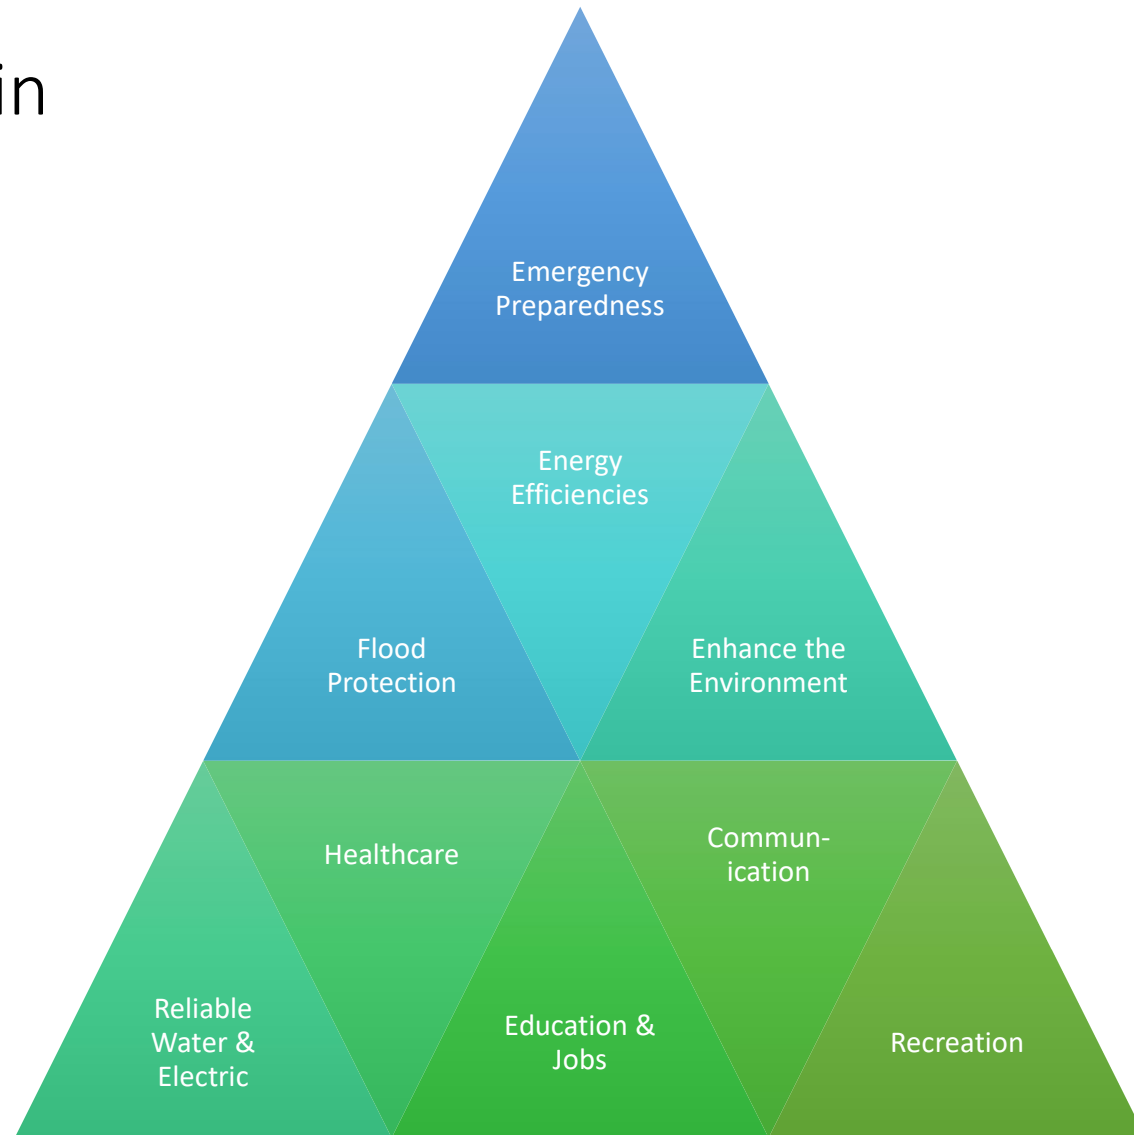 in
Emergency
Preparedness
Energy
Efficiencies
Flood
Protection
Enhance the
Environment
Healthcare
Commun-
ication
Reliable
Water &
Electric
Education &
Jobs
Recreation